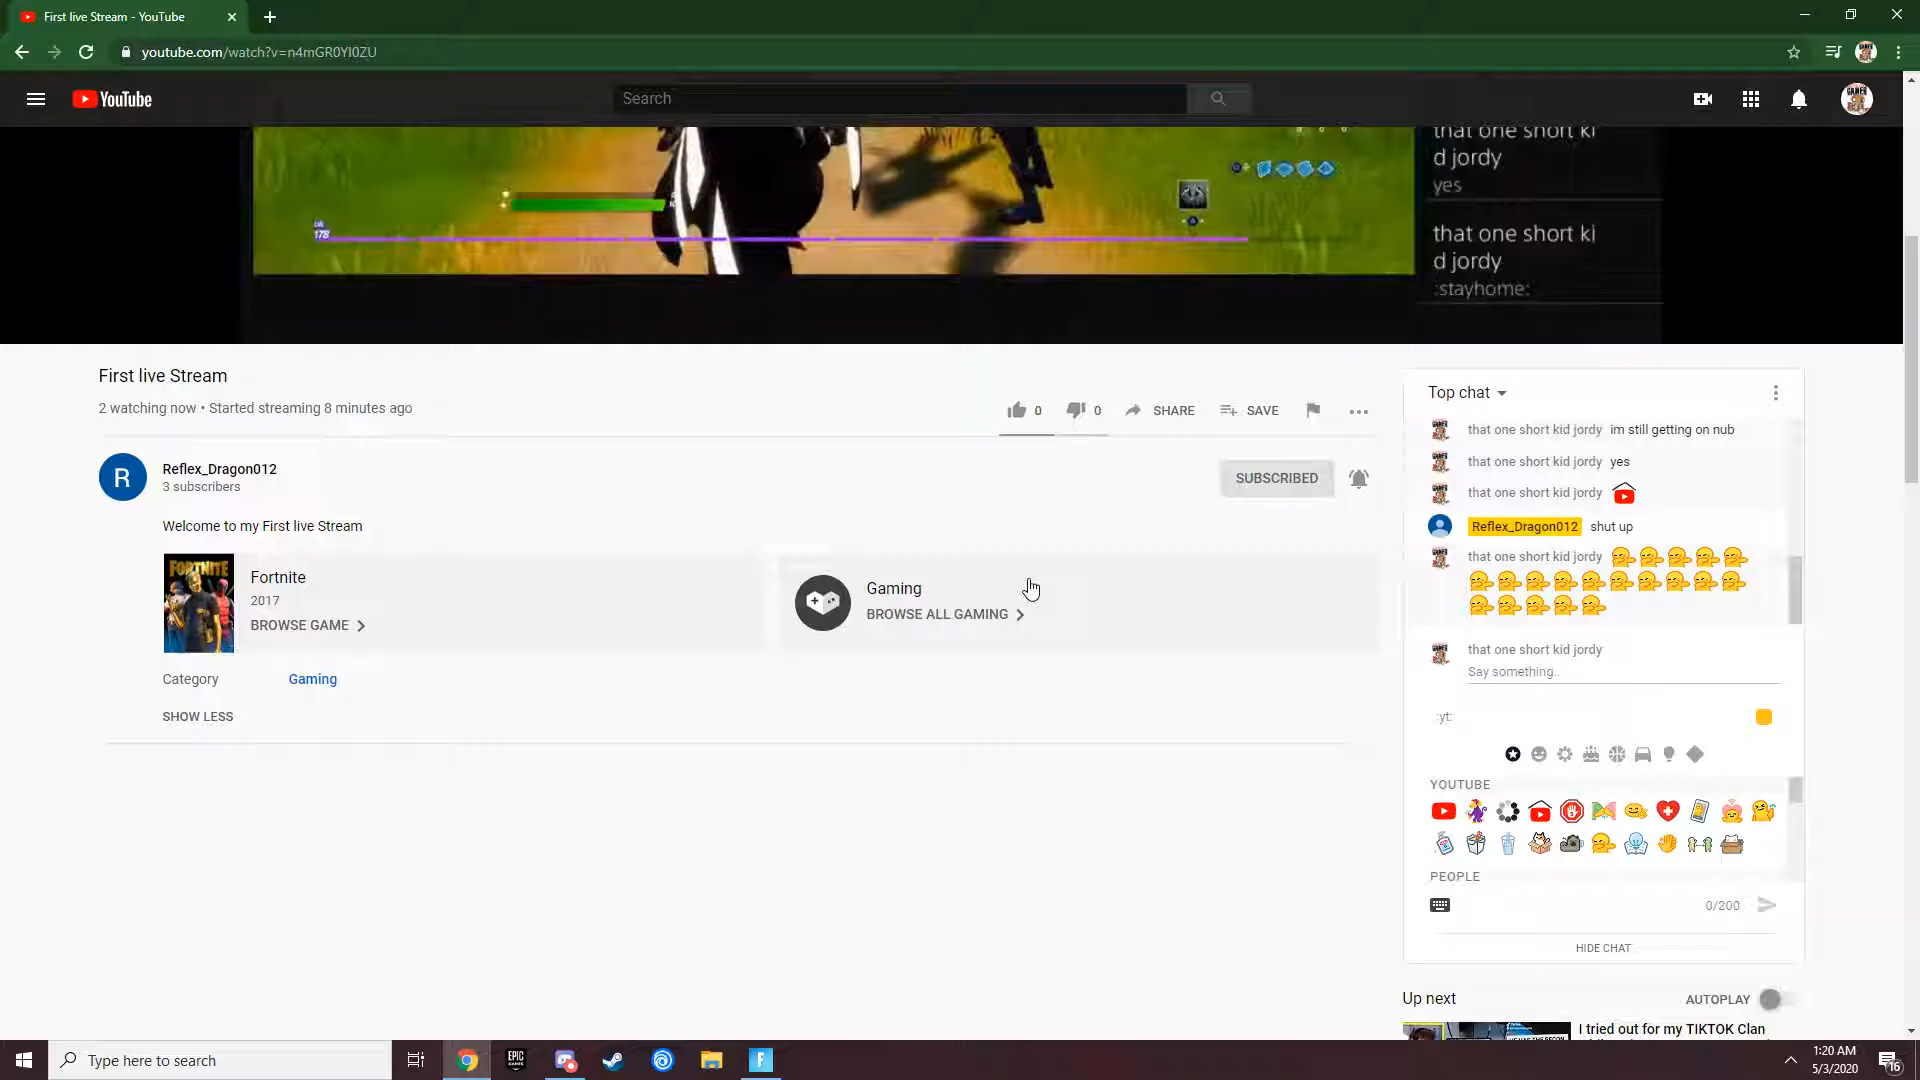 First live Stream - YouTube
youtube.com/watch?v=n4mGR0YI0ZU
YouTube
Search
that one short ki
d jordy
yes
that one short ki
d jordy
:stayhome:
178
First live Stream
2 watching now • Started streaming 8 minutes ago
0
0
SHARE
SAVE
R
Reflex_Dragon012
3 subscribers
SUBSCRIBED
Welcome to my First live Stream
FORTNITE
Fortnite
2017
BROWSE GAME
Gaming
BROWSE ALL GAMING
Category
Gaming
SHOW LESS
Top chat
that one short kid jordy im still getting on nub
that one short kid jordy yes
that one short kid jordy
Reflex_Dragon012 shut up
that one short kid jordy
that one short kid jordy
Say something..
:yt:
YOUTUBE
PEOPLE
0/200
HIDE CHAT
Up next
AUTOPLAY
I tried out for my TIKTOK Clan
Type here to search
EPIC
GAMES
F
1:20 AM
5/3/2020
16